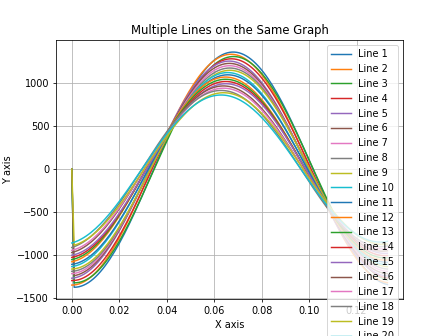 Multiple Lines on the Same Graph
Y axis
1000
500
0
−500
−1000
−1500
0.00
0.02
0.04
0.06
0.08
0.10
X axis
Line 1
Line 2
Line 3
Line 4
Line 5
Line 6
Line 7
Line 8
Line 9
Line 10
Line 11
Line 12
Line 13
Line 14
Line 15
Line 16
Line 17
Line 18
Line 19
Line 20